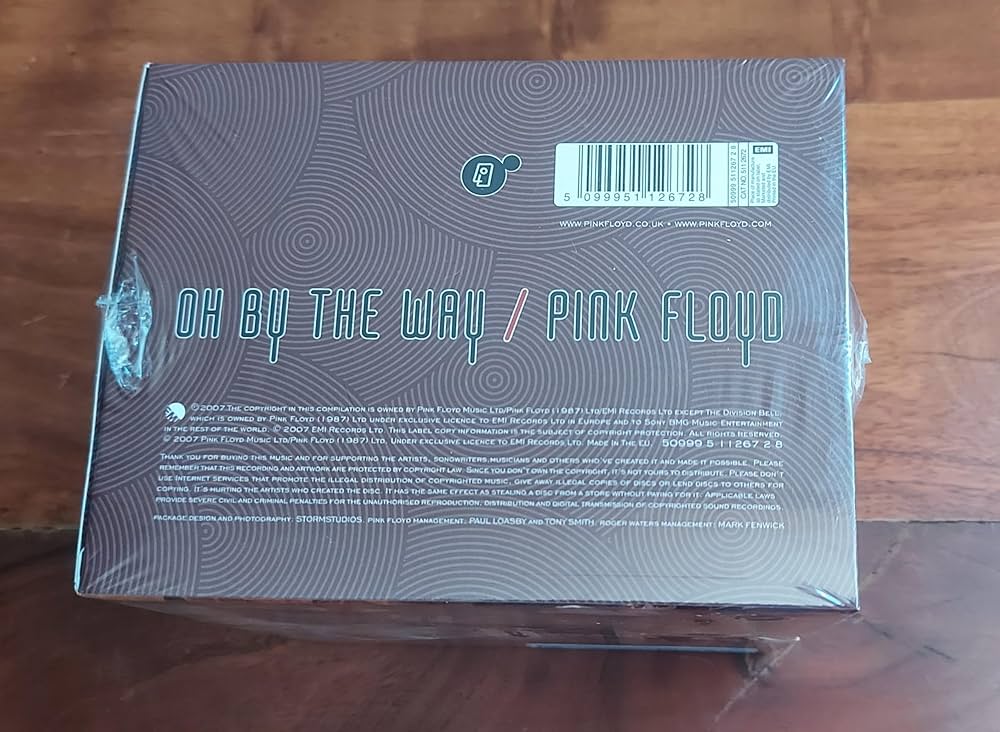 EMI
5 099951 126728
50999 511267 2 8
CAT NO. 511 2672
WWW.PINKFLOYD.CO.UK • WWW.PINKFLOYD.COM
OH BY THE WAY / PINK FLOYD
℗ 2007 THE COPYRIGHT IN THIS COMPILATION IS OWNED BY PINK FLOYD MUSIC LTD/PINK FLOYD (1987) LTD/EMI RECORDS LTD EXCEPT THE DIVISION BELL,
WHICH IS OWNED BY PINK FLOYD (1987) LTD UNDER EXCLUSIVE LICENCE TO EMI RECORDS LTD IN EUROPE AND TO SONY BMG MUSIC ENTERTAINMENT
IN THE REST OF THE WORLD. © 2007 EMI RECORDS LTD. THIS LABEL COPY INFORMATION IS THE SUBJECT OF COPYRIGHT PROTECTION. ALL RIGHTS RESERVED.
© 2007 PINK FLOYD MUSIC LTD/PINK FLOYD (1987) LTD. UNDER EXCLUSIVE LICENCE TO EMI RECORDS LTD. MADE IN THE EU. 50999 5 11267 2 8
THANK YOU FOR BUYING THIS MUSIC AND FOR SUPPORTING THE ARTISTS, SONGWRITERS, MUSICIANS AND OTHERS WHO'VE CREATED IT AND MADE IT POSSIBLE. PLEASE
REMEMBER THAT THIS RECORDING AND ARTWORK ARE PROTECTED BY COPYRIGHT LAW. SINCE YOU DON'T OWN THE COPYRIGHT, IT'S NOT YOURS TO DISTRIBUTE. PLEASE DON'T
USE INTERNET SERVICES THAT PROMOTE THE ILLEGAL DISTRIBUTION OF COPYRIGHTED MUSIC, GIVE AWAY ILLEGAL COPIES OF DISCS OR LEND DISCS TO OTHERS FOR
COPYING. IT'S HURTING THE ARTISTS WHO CREATED THE DISC. IT HAS THE SAME EFFECT AS STEALING A DISC FROM A STORE WITHOUT PAYING FOR IT. APPLICABLE LAWS
PROVIDE SEVERE CIVIL AND CRIMINAL PENALTIES FOR THE UNAUTHORISED REPRODUCTION, DISTRIBUTION AND DIGITAL TRANSMISSION OF COPYRIGHTED SOUND RECORDINGS.
PACKAGE DESIGN AND PHOTOGRAPHY: STORMSTUDIOS. PINK FLOYD MANAGEMENT: PAUL LOASBY AND TONY SMITH. ROGER WATERS MANAGEMENT: MARK FENWICK